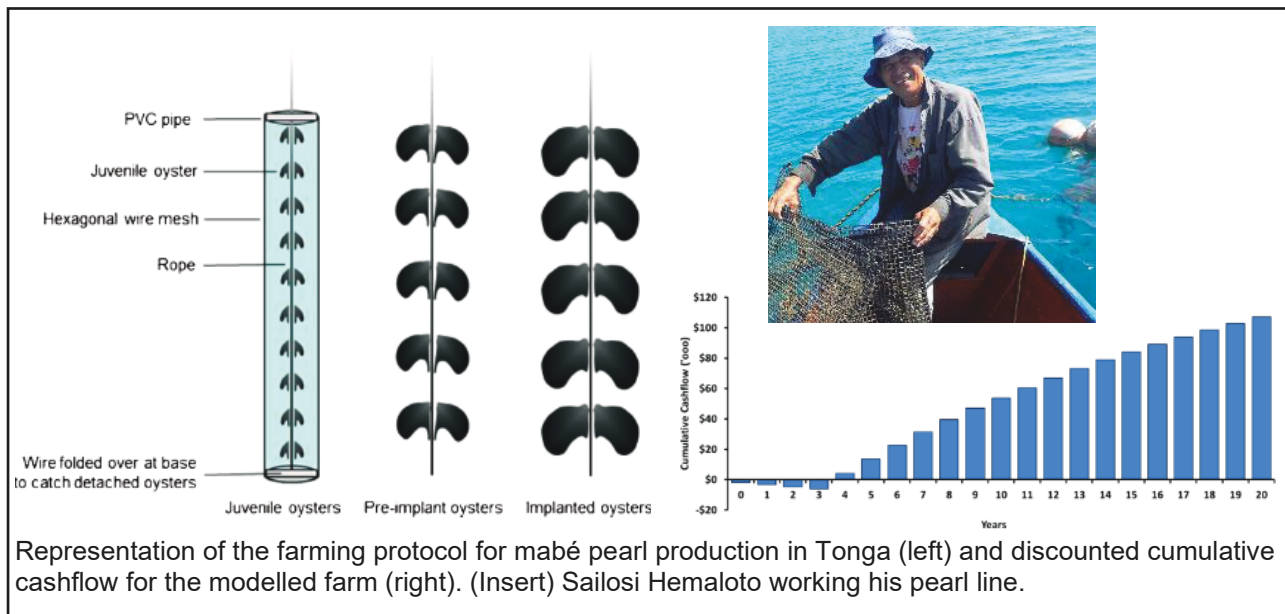 PVC pipe
Juvenile oyster
Hexagonal wire mesh
Rope
Wire folded over at base
to catch detached oysters
Juvenile oysters
Pre-implant oysters
Implanted oysters
$120
$100
$80
$60
$40
$20
$0
-$20
Cumulative Cashflow ('ooo)
0 1 2 3 4 5 6 7 8 9 10 11 12 13 14 15 16 17 18 19 20
Years
Representation of the farming protocol for mabé pearl production in Tonga (left) and discounted cumulative
cashflow for the modelled farm (right). (Insert) Sailosi Hemaloto working his pearl line.